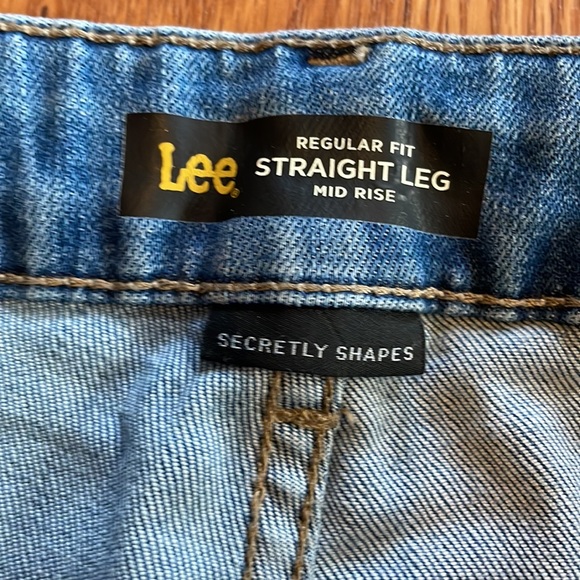 Lee
REGULAR FIT
STRAIGHT LEG
MID RISE
SECRETLY SHAPES